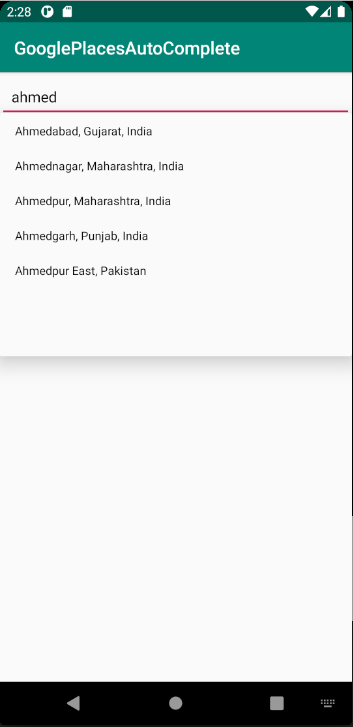 2:28
GooglePlacesAutoComplete
ahmed
Ahmedabad, Gujarat, India
Ahmednagar, Maharashtra, India
Ahmedpur, Maharashtra, India
Ahmedgarh, Punjab, India
Ahmedpur East, Pakistan